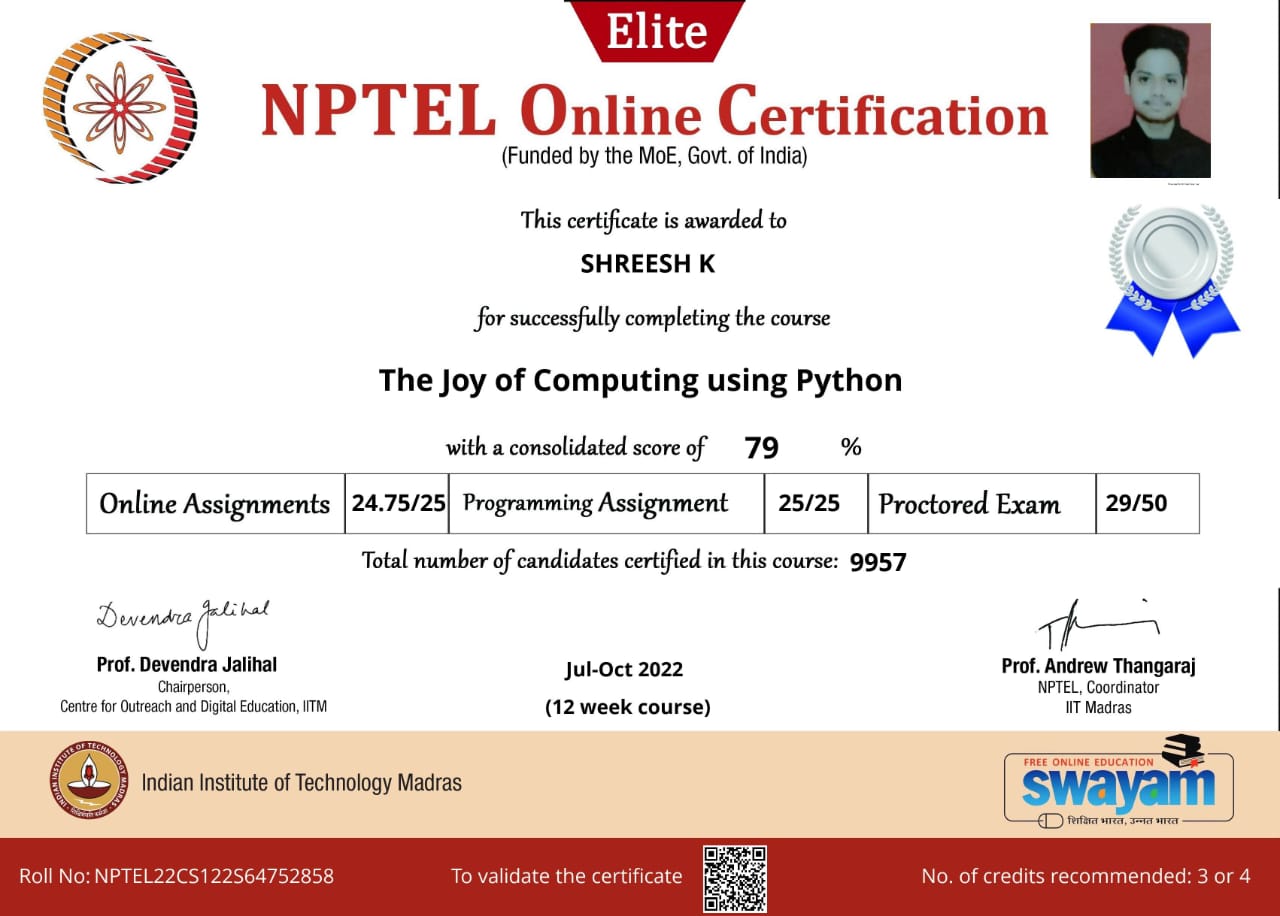 Elite
NPTEL Online Certification
(Funded by the MoE, Govt. of India)
This certificate is awarded to
SHREESH K
for successfully completing the course
The Joy of Computing using Python
with a consolidated score of 79 %
Online Assignments 24.75/25 Programming Assignment 25/25 Proctored Exam 29/50
Total number of candidates certified in this course: 9957
Devendra Jalihal
Prof. Devendra Jalihal
Chairperson,
Centre for Outreach and Digital Education, IITM
Jul-Oct 2022
(12 week course)
Prof. Andrew Thangaraj
NPTEL, Coordinator
IIT Madras
INDIAN INSTITUTE OF TECHNOLOGY MADRAS
Indian Institute of Technology Madras
FREE ONLINE EDUCATION
swayam
शिक्षित भारत, उन्नत भारत
Roll No: NPTEL22CS122S64752858
To validate the certificate
No. of credits recommended: 3 or 4